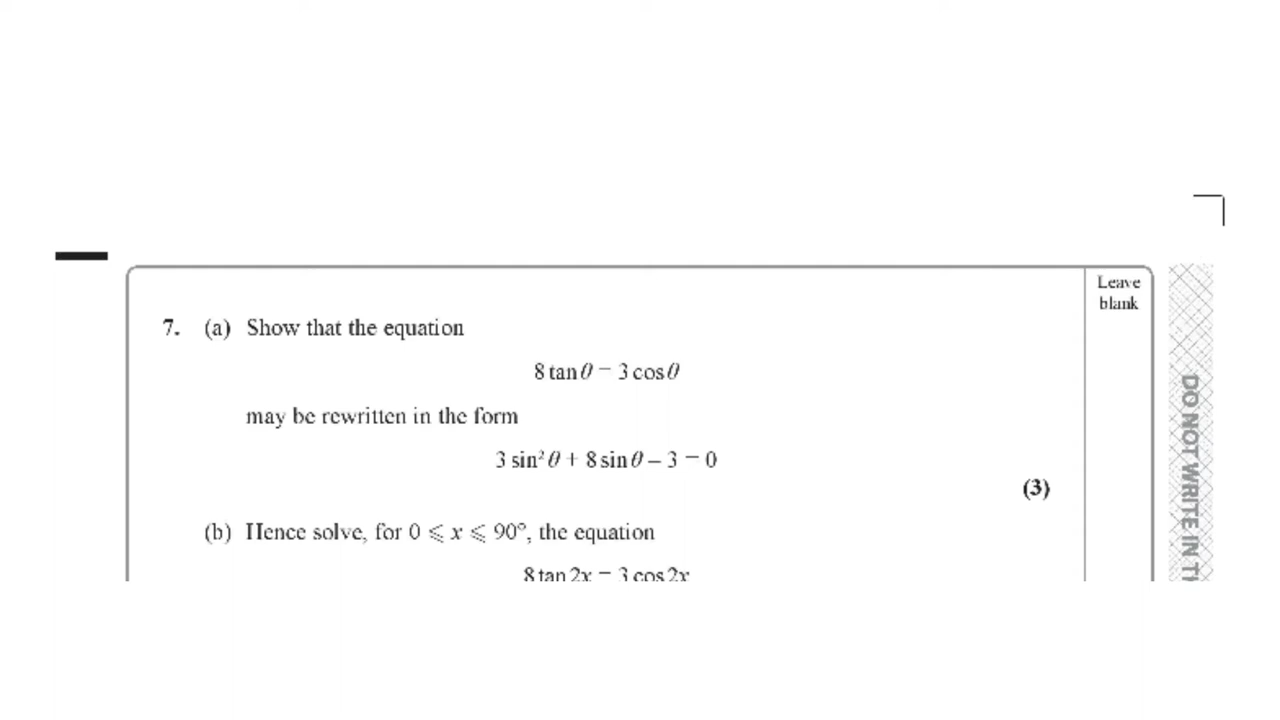 Leave
blank
7. (a) Show that the equation
8 tan θ = 3 cos θ
may be rewritten in the form
3 sin² θ + 8 sin θ – 3 = 0
(3)
(b) Hence solve, for 0 ⩽ x ⩽ 90°, the equation
8 tan 2x = 3 cos 2x
DO NOT WRITE IN